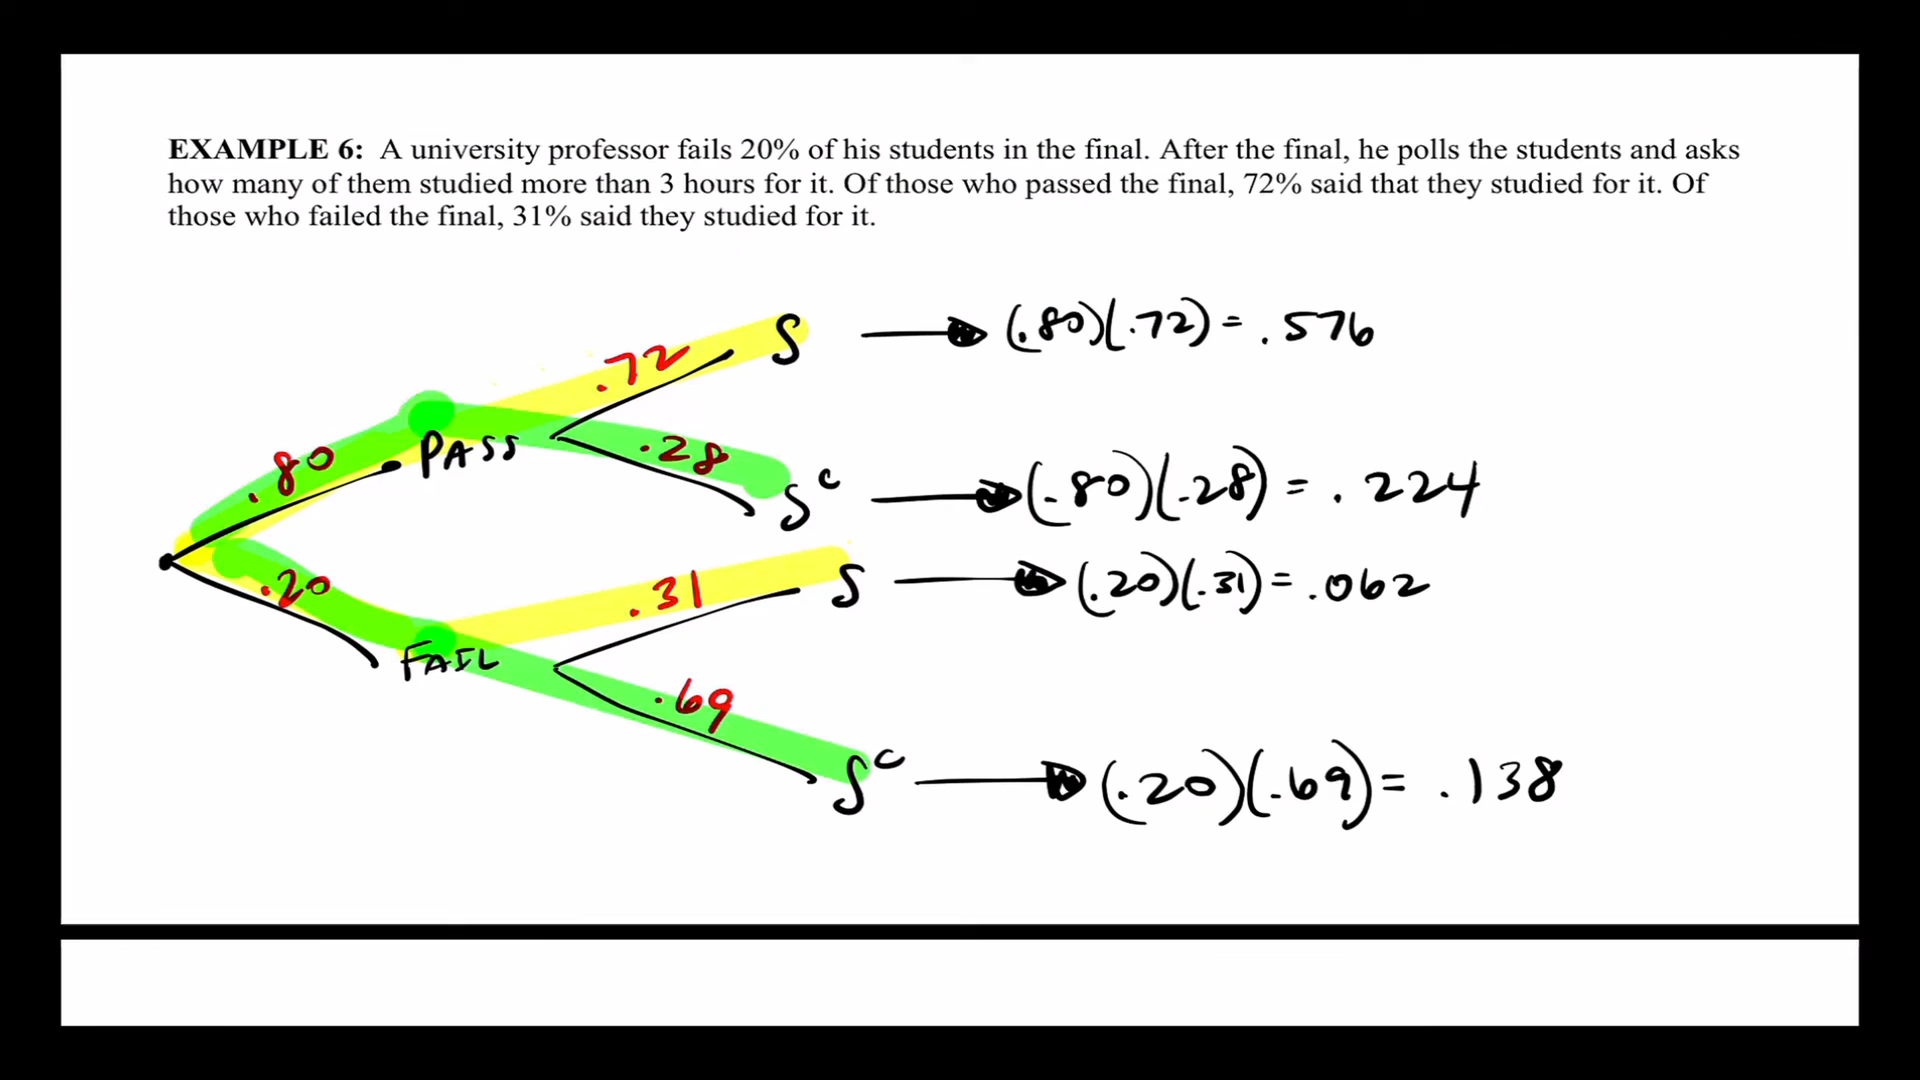 EXAMPLE 6: A university professor fails 20% of his students in the final. After the final, he polls the students and asks
how many of them studied more than 3 hours for it. Of those who passed the final, 72% said that they studied for it. Of
those who failed the final, 31% said they studied for it.
.72 S (.80)(.72) = .576
.80 PASS
.28 Sᶜ (.80)(.28) = .224
.20 .31 S (.20)(.31) = .062
FAIL
.69
Sᶜ (.20)(.69) = .138